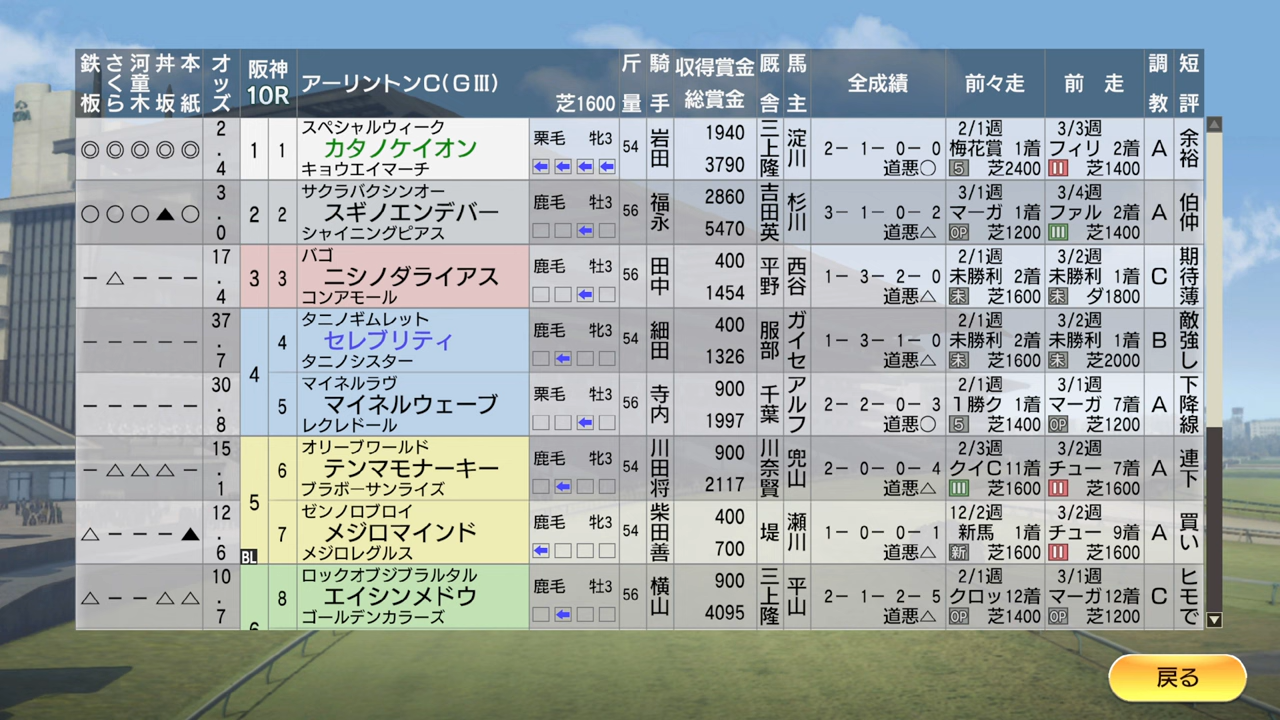 鉄板 さくら 河童木 井坂 本紙 オッズ 阪神10R アーリントンC(GⅢ) 芝1600 斤量 騎手 収得賞金 総賞金 厩舎 馬主 全成績 前々走 前 走 調教 短評
◎◎◎◎◎ 2.4 1 1 スペシャルウィーク
カタノケイオン
キョウエイマーチ
栗毛 牝3 54 岩田 1940 3790 三上隆 淀川 2-1-0-0 道悪○
2/1週 梅花賞 1着 5 芝2400
3/3週 フィリ 2着 II 芝1400 A 余裕
○○○▲○ 3.0 2 2 サクラバクシンオー
スギノエンデバー
シャイニングピアス
鹿毛 牡3 56 福永 2860 5470 吉田英 杉川 3-1-0-2 道悪△
3/1週 マーガ 1着 OP 芝1200
3/4週 ファル 2着 III 芝1400 A 伯仲
-△--- 17.4 3 3 バゴ
ニシノダライアス
コンアモール
鹿毛 牡3 56 田中 400 1454 平野 西谷 1-3-2-0 道悪△
2/1週 未勝利 2着 未 芝1600
3/2週 未勝利 1着 未 ダ1800 C 期待薄
----- 37.7 4 4 タニノギムレット
セレブリティ
タニノシスター
鹿毛 牝3 54 細田 400 1326 服部 ガイセ 1-3-1-0 道悪△
2/1週 未勝利 2着 未 芝1600
3/2週 未勝利 1着 未 芝2000 B 敵強し
----- 30.8 5 マイネルラヴ
マイネルウェーブ
レクレドール
栗毛 牡3 56 寺内 900 1997 千葉 アルフ 2-2-0-3 道悪○
2/1週 1勝ク 1着 5 芝1400
3/1週 マーガ 7着 OP 芝1200 A 下降線
-△△△- 15.1 5 6 オリーブワールド
テンマモナーキー
ブラボーサンライズ
鹿毛 牝3 54 川田将 900 2117 川奈賢 兜山 2-0-0-4 道悪△
2/3週 クイC 11着 III 芝1600
3/2週 チュー 7着 II 芝1600 A 連下
△---▲ 12.6 BL 7 ゼンノロブロイ
メジロマインド
メジロレグルス
鹿毛 牝3 54 柴田善 400 700 堤 瀬川 1-0-0-1 道悪△
12/2週 新馬 1着 新 芝1600
3/2週 チュー 9着 II 芝1600 A 買い
△--△△ 10.7 6 8 ロックオブジブラルタル
エイシンメドウ
ゴールデンカラーズ
鹿毛 牡3 56 横山 900 4095 三上隆 平山 2-1-2-5 道悪△
2/1週 クロッ 12着 OP 芝1400
3/1週 マーガ 12着 OP 芝1200 C ヒモで
戻る